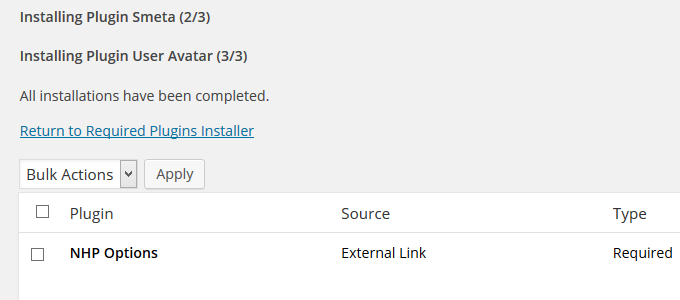 Installing Plugin Smeta (2/3)
Installing Plugin User Avatar (3/3)
All installations have been completed.
Return to Required Plugins Installer
Bulk Actions Apply
Plugin Source Type
NHP Options External Link Required